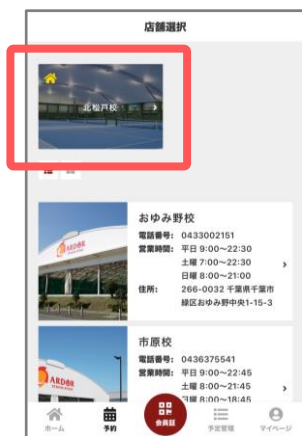 店舗選択
北松戸校
おゆみ野校
電話番号: 0433002151
営業時間: 平日 9:00〜22:30
土曜 7:00〜22:30
日曜 8:00〜21:00
住所: 266-0032 千葉県千葉市
緑区おゆみ野中央1-15-3
ARDOR
市原校
電話番号: 0436375541
営業時間: 平日 9:00〜22:45
土曜 8:00〜21:45
日曜 8:00〜18:45
ARDOR
ホーム
予約
会員証
予定管理
マイページ